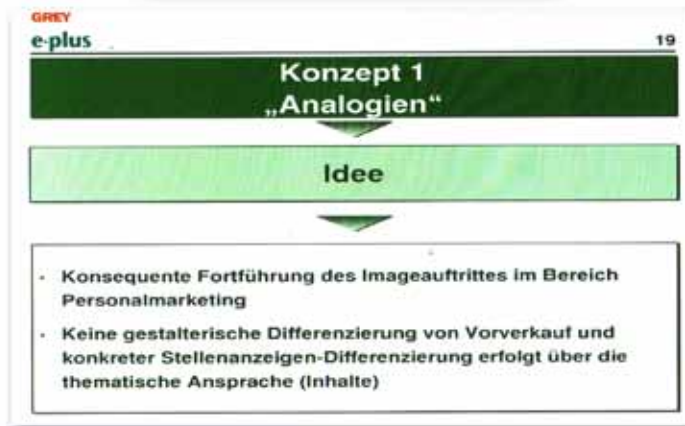 GREY
e·plus
19
Konzept 1
„Analogien“
Idee
· Konsequente Fortführung des Imageauftrittes im Bereich
Personalmarketing
· Keine gestalterische Differenzierung von Vorverkauf und
konkreter Stellenanzeigen-Differenzierung erfolgt über die
thematische Ansprache (Inhalte)